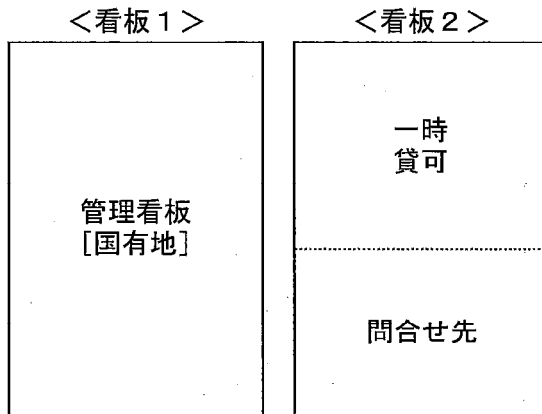 <看板1>
管理看板
[国有地]
<看板2>
一時
貸可
問合せ先